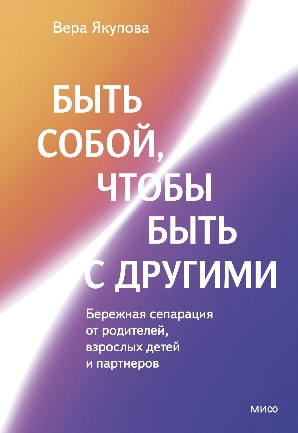 Вера Якупова
БЫТЬ
СОБОЙ,
ЧТОБЫ
БЫТЬ
С ДРУГИМИ
Бережная сепарация
от родителей,
взрослых детей
и партнеров
МИФ